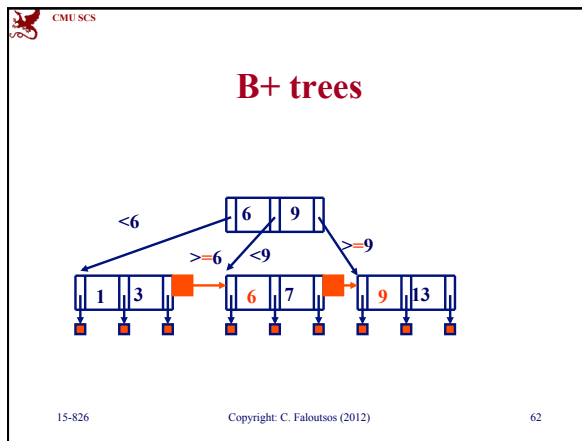 CMU SCS
B+ trees
6 9
<6
>=6 <9 >=9
1 3 6 7 9 13
15-826 Copyright: C. Faloutsos (2012) 62